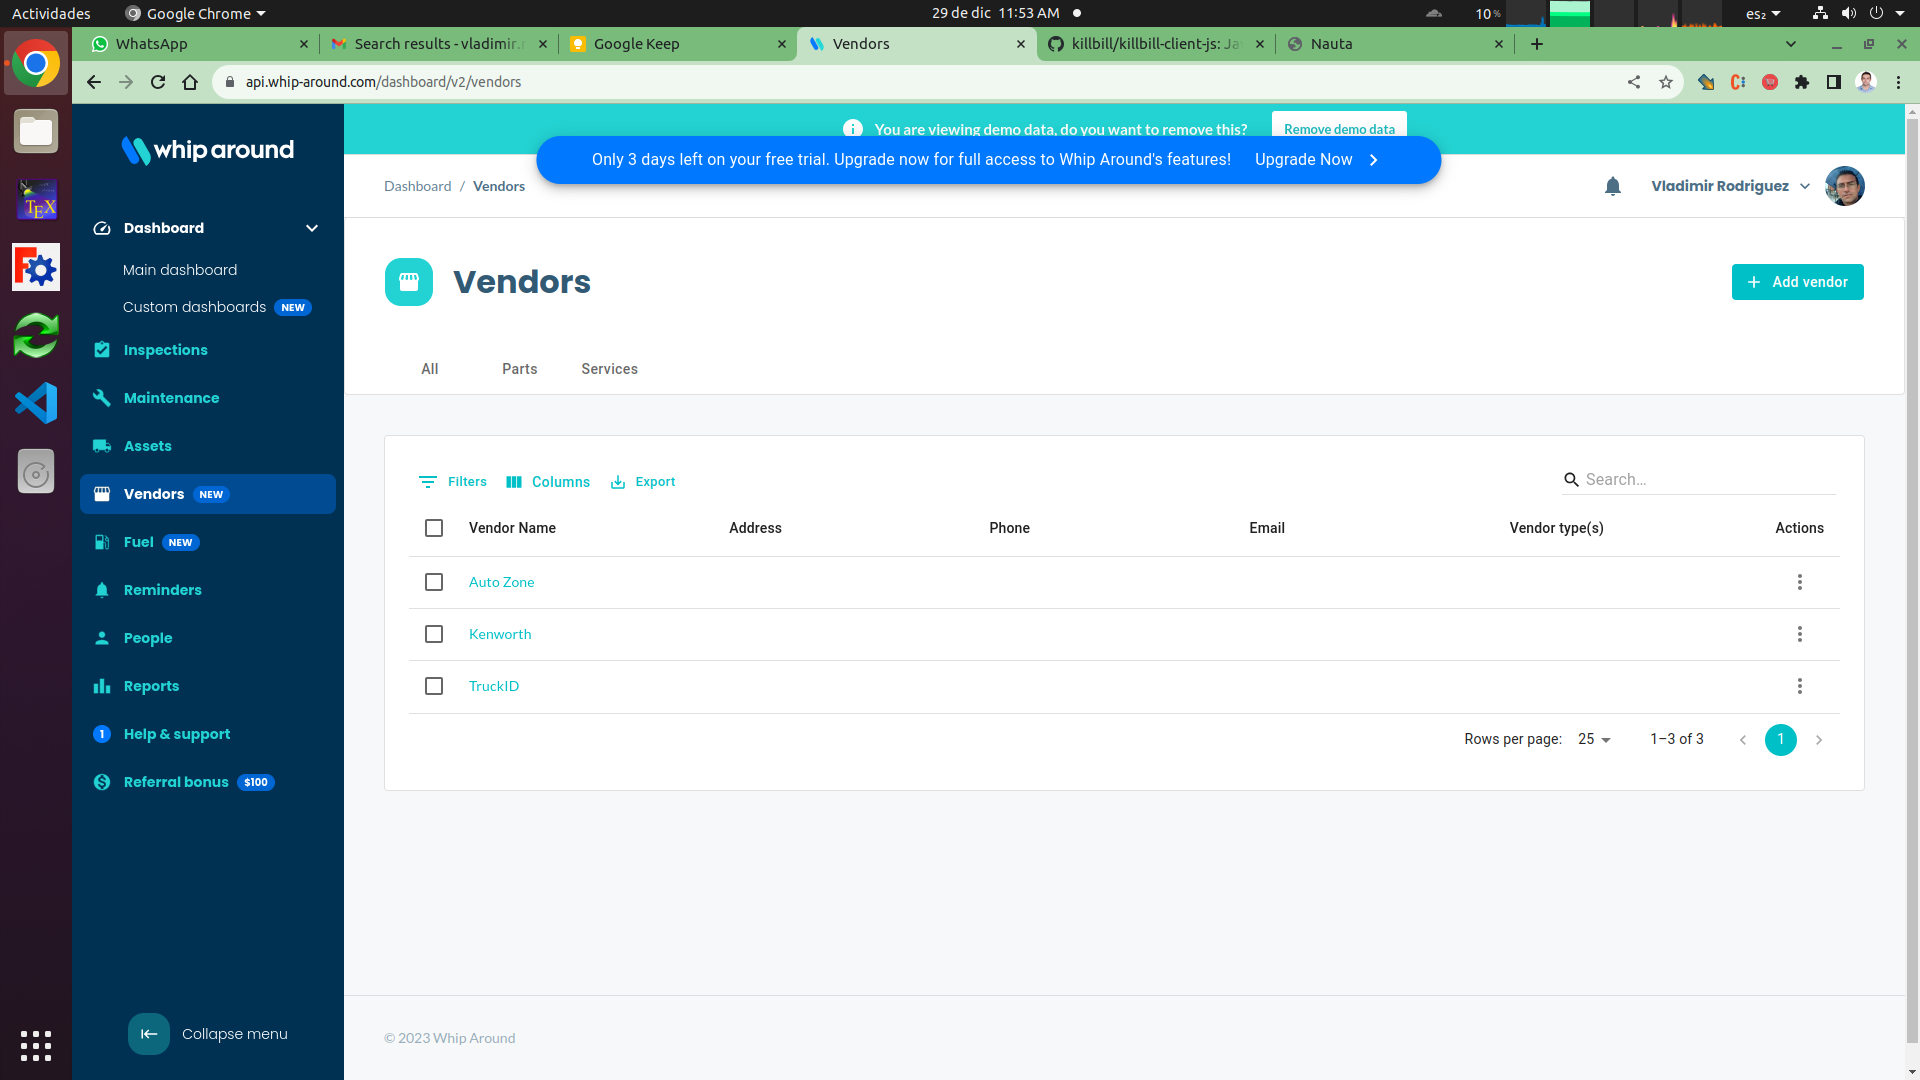 Actividades
Google Chrome
29 de dic 11:53 AM
10%
es₂
WhatsApp
Search results - vladimir.r
Google Keep
Vendors
killbill/killbill-client-js: Ja
Nauta
api.whip-around.com/dashboard/v2/vendors
whip around
You are viewing demo data, do you want to remove this?
Remove demo data
Only 3 days left on your free trial. Upgrade now for full access to Whip Around's features!
Upgrade Now
Dashboard / Vendors
Vladimir Rodriguez
Dashboard
Main dashboard
Custom dashboards NEW
Inspections
Maintenance
Assets
Vendors NEW
Fuel NEW
Reminders
People
Reports
1 Help & support
Referral bonus $100
Collapse menu
Vendors
Add vendor
All
Parts
Services
Filters
Columns
Export
Search...
Vendor Name
Address
Phone
Email
Vendor type(s)
Actions
Auto Zone
Kenworth
TruckID
Rows per page: 25
1–3 of 3
1
© 2023 Whip Around
TEX